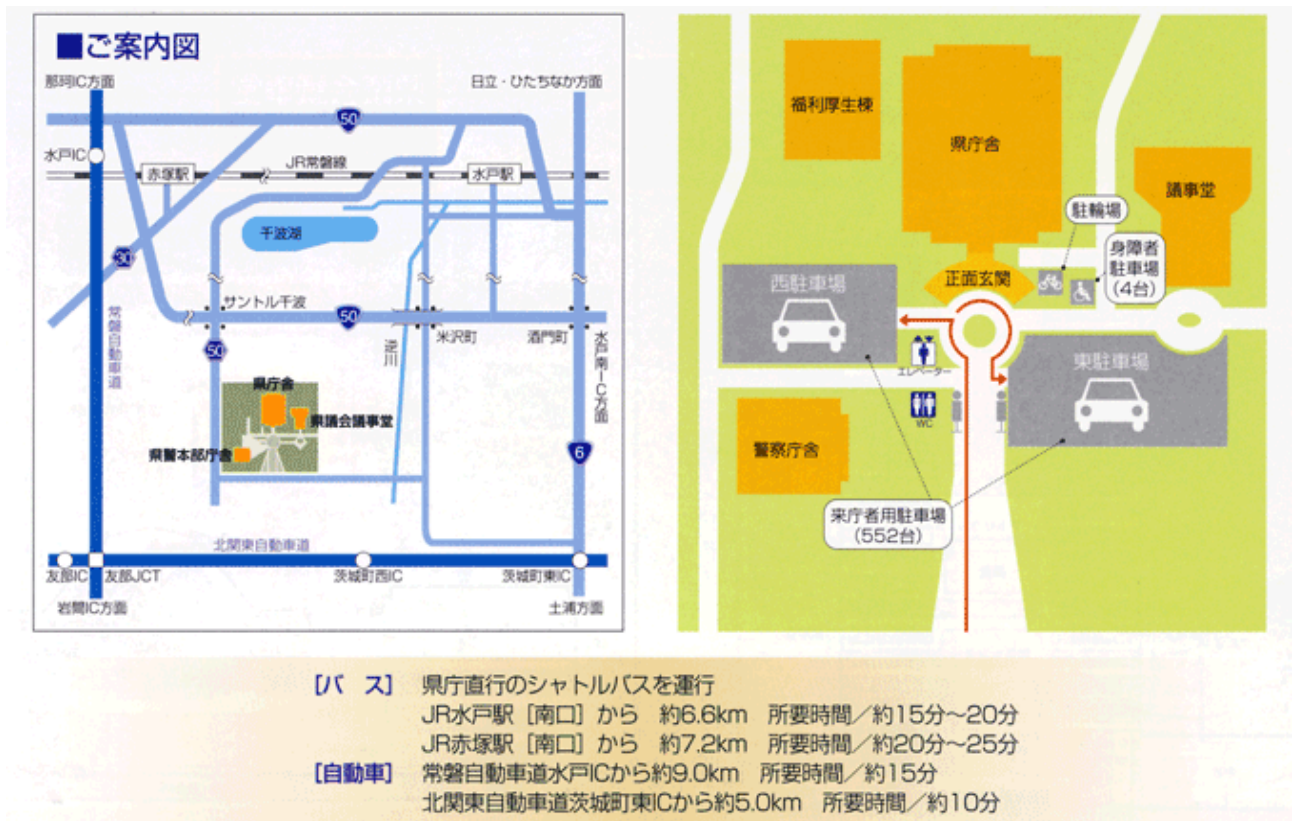 ■ご案内図
那珂IC方面
日立・ひたちなか方面
50
水戸IC
赤塚駅
JR常磐線
水戸駅
千波湖
30
サントル千波
50
常磐自動車道
50
米沢町
酒門町
水戸南IC方面
県庁舎
県議会議事堂
県警本部庁舎
6
北関東自動車道
友部IC
友部JCT
茨城町西IC
茨城町東IC
岩間IC方面
土浦方面
福利厚生棟
県庁舎
議事堂
駐輪場
身障者
駐車場
(4台)
西駐車場
正面玄関
エレベーター
東駐車場
WC
警察庁舎
来庁者用駐車場
(552台)
[バ ス] 県庁直行のシャトルバスを運行
JR水戸駅[南口]から 約6.6km 所要時間/約15分~20分
JR赤塚駅[南口]から 約7.2km 所要時間/約20分~25分
[自動車] 常磐自動車道水戸ICから約9.0km 所要時間/約15分
北関東自動車道茨城町東ICから約5.0km 所要時間/約10分